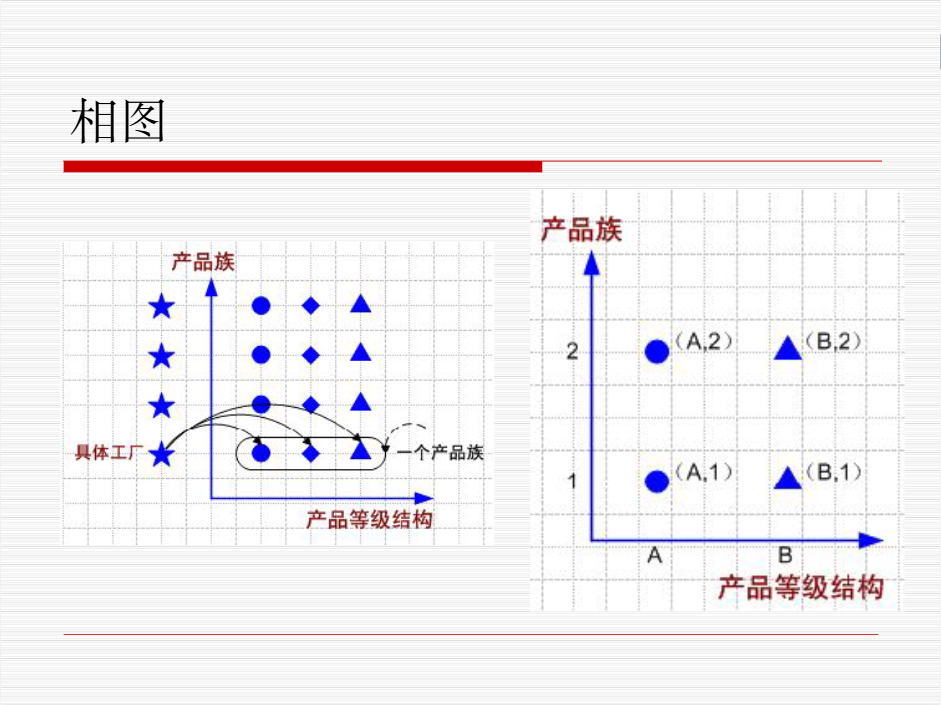 相图
产品族
具体工厂
一个产品族
产品等级结构
产品族
2
（A,2）
（B,2）
1
（A,1）
（B,1）
A
B
产品等级结构